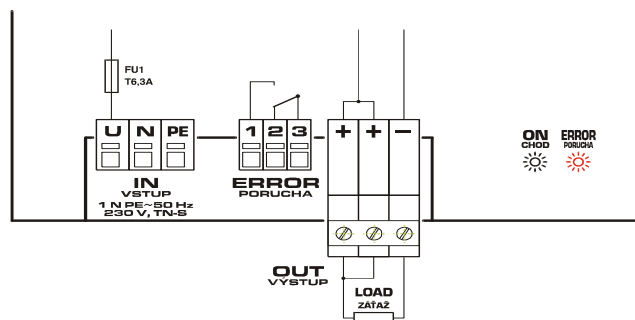 FU1
T6,3A
U N PE
1 2 3
+ + −
IN
VSTUP
1 N PE~50 Hz
230 V, TN-S
ERROR
PORUCHA
ON
CHOD
ERROR
PORUCHA
OUT
VÝSTUP
LOAD
ZÁŤAŽ